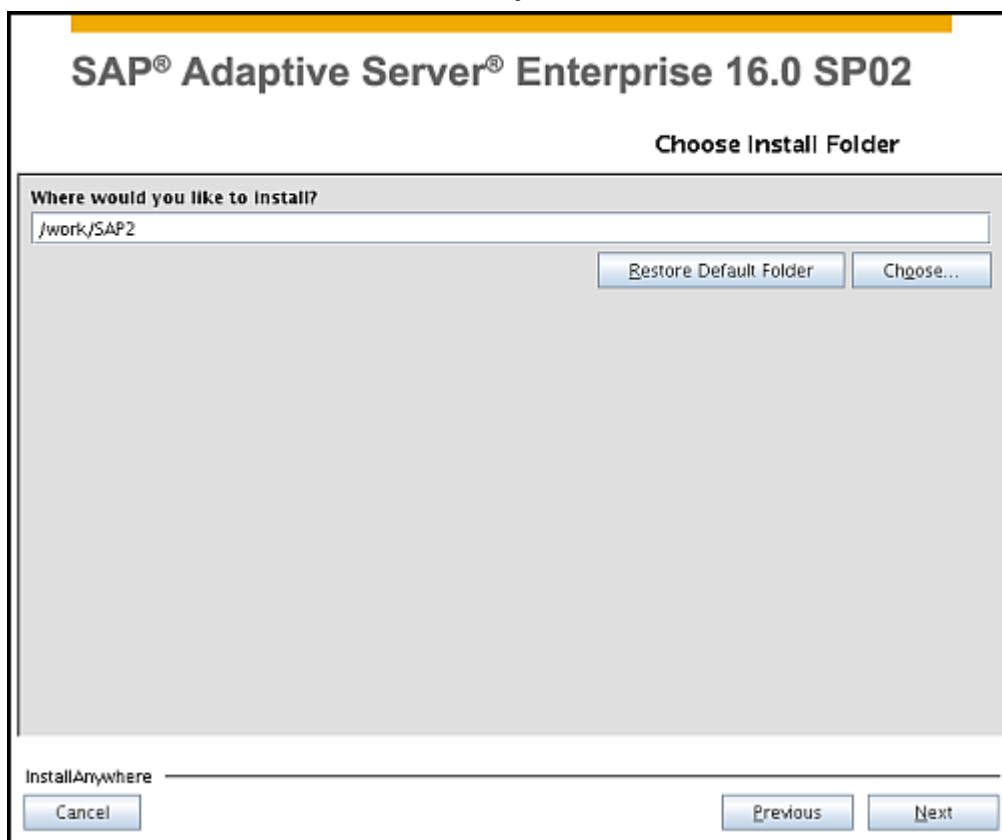 SAP® Adaptive Server® Enterprise 16.0 SP02
Choose Install Folder
Where would you like to install?
/work/SAP2
Restore Default Folder
Choose...
InstallAnywhere
Cancel
Previous
Next